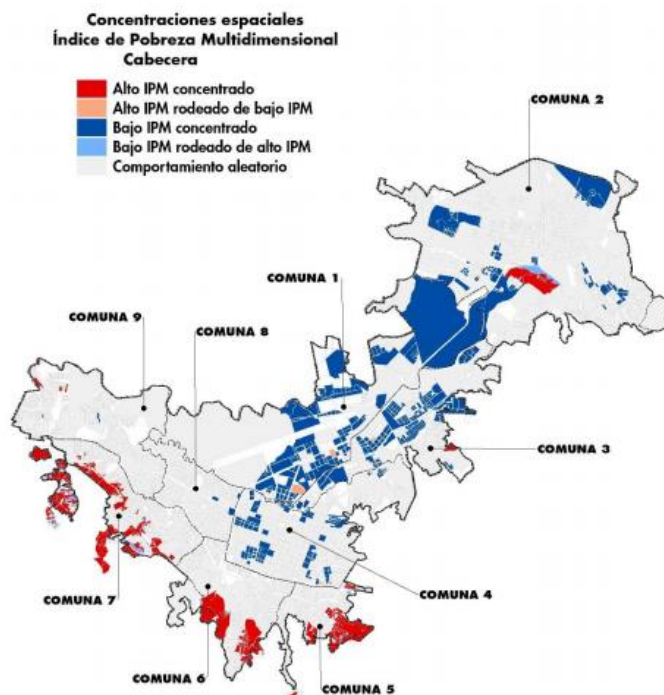 Concentraciones espaciales
Índice de Pobreza Multidimensional
Cabecera
Alto IPM concentrado
Alto IPM rodeado de bajo IPM
Bajo IPM concentrado
Bajo IPM rodeado de alto IPM
Comportamiento aleatorio
COMUNA 2
COMUNA 1
COMUNA 9
COMUNA 8
COMUNA 3
COMUNA 7
COMUNA 4
COMUNA 6
COMUNA 5